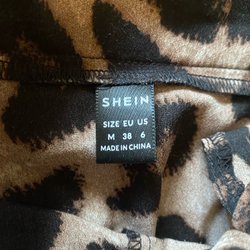 SHEIN
SIZE EU US
M 38 6
MADE IN CHINA